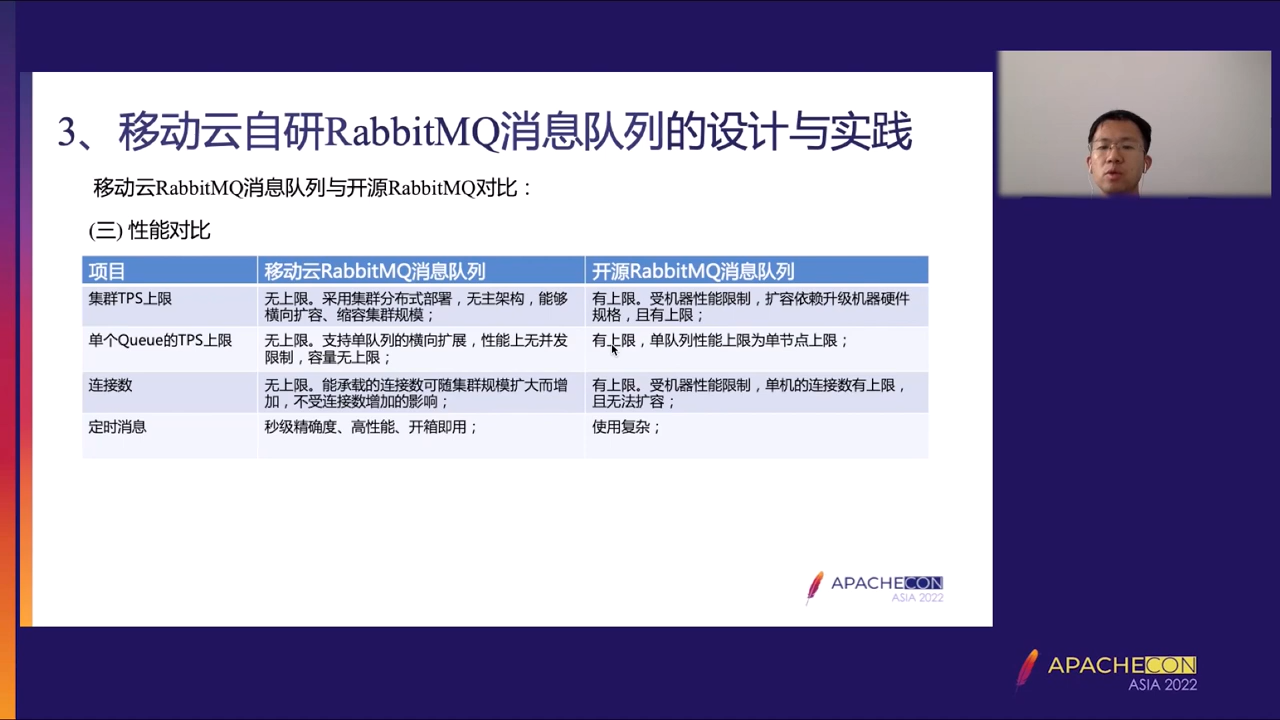 3、移动云自研RabbitMQ消息队列的设计与实践
移动云RabbitMQ消息队列与开源RabbitMQ对比：
(三) 性能对比
项目
移动云RabbitMQ消息队列
开源RabbitMQ消息队列
集群TPS上限
无上限。采用集群分布式部署，无主架构，能够
横向扩容、缩容集群规模；
有上限。受机器性能限制，扩容依赖升级机器硬件
规格，且有上限；
单个Queue的TPS上限
无上限。支持单队列的横向扩展，性能上无并发
限制，容量无上限；
有上限，单队列性能上限为单节点上限；
连接数
无上限。能承载的连接数可随集群规模扩大而增
加，不受连接数增加的影响；
有上限。受机器性能限制，单机的连接数有上限，
且无法扩容；
定时消息
秒级精确度、高性能、开箱即用；
使用复杂；
APACHECON
ASIA 2022
APACHECON
ASIA 2022